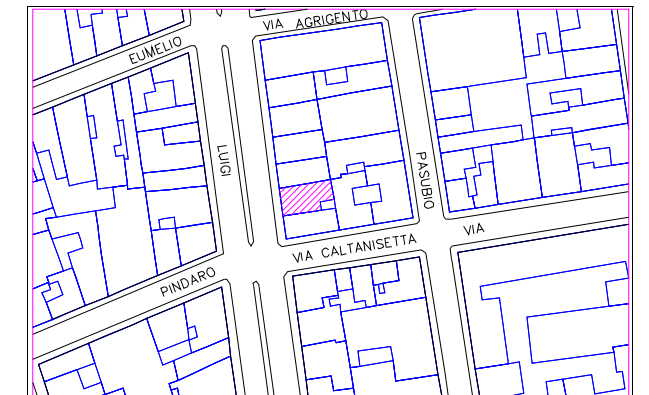 VIA AGRIGENTO
EUMELIO
LUIGI
PASUBIO
VIA
VIA CALTANISETTA
PINDARO